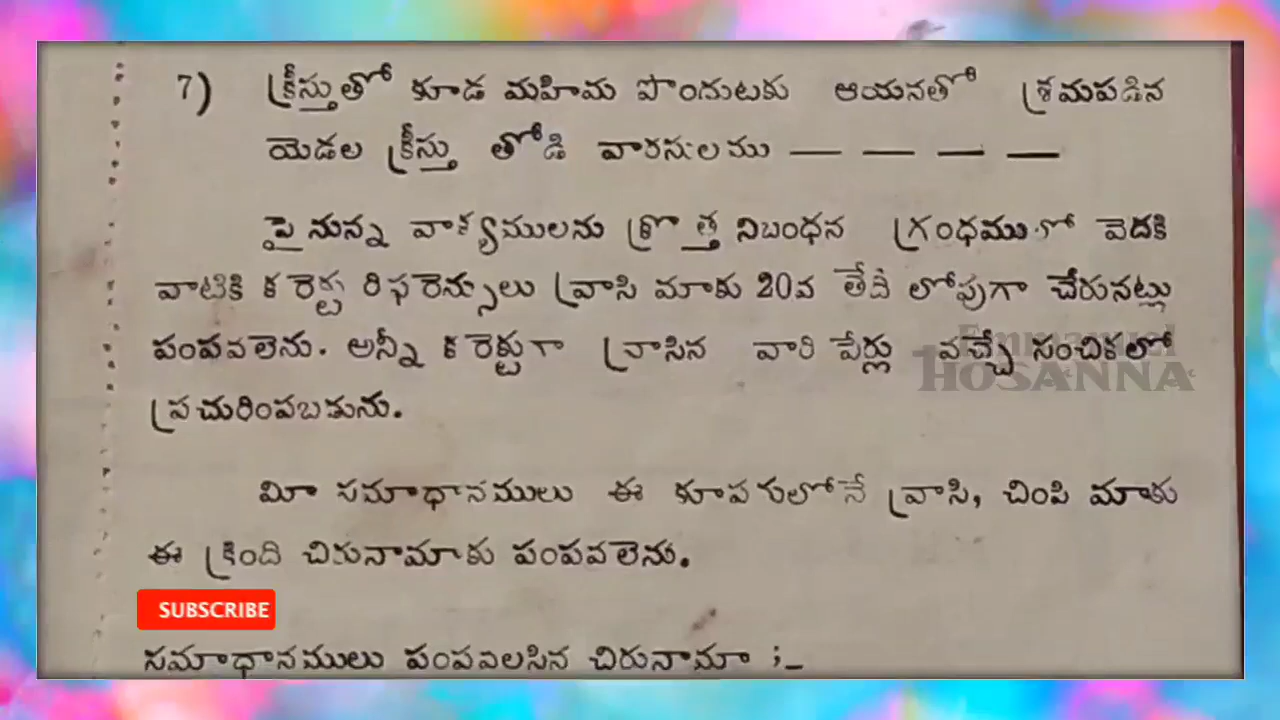 7) క్రీస్తుతో కూడ మహిమ పొందుటకు ఆయనతో శ్రమపడిన
యెడల క్రీస్తు తోడి వారసులము — — — —
పై నున్న వాక్యములను క్రొత్త నిబంధన గ్రంధములో వెదకి
వాటికి కరెక్టు రిఫరెన్సులు వ్రాసి మాకు 20వ తేదీ లోపుగా చేరునట్లు
పంపవలెను. అన్నీ కరెక్టుగా వ్రాసిన వారి పేర్లు వచ్చే సంచికలో
Emmanuel
HOSANNA
ప్రచురింపబడును.
మీ సమాధానములు ఈ కూపనులోనే వ్రాసి, చింపి మాకు
ఈ క్రింది చిరునామాకు పంపవలెను.
SUBSCRIBE
సమాధానములు పంపవలసిన చిరునామా ;—